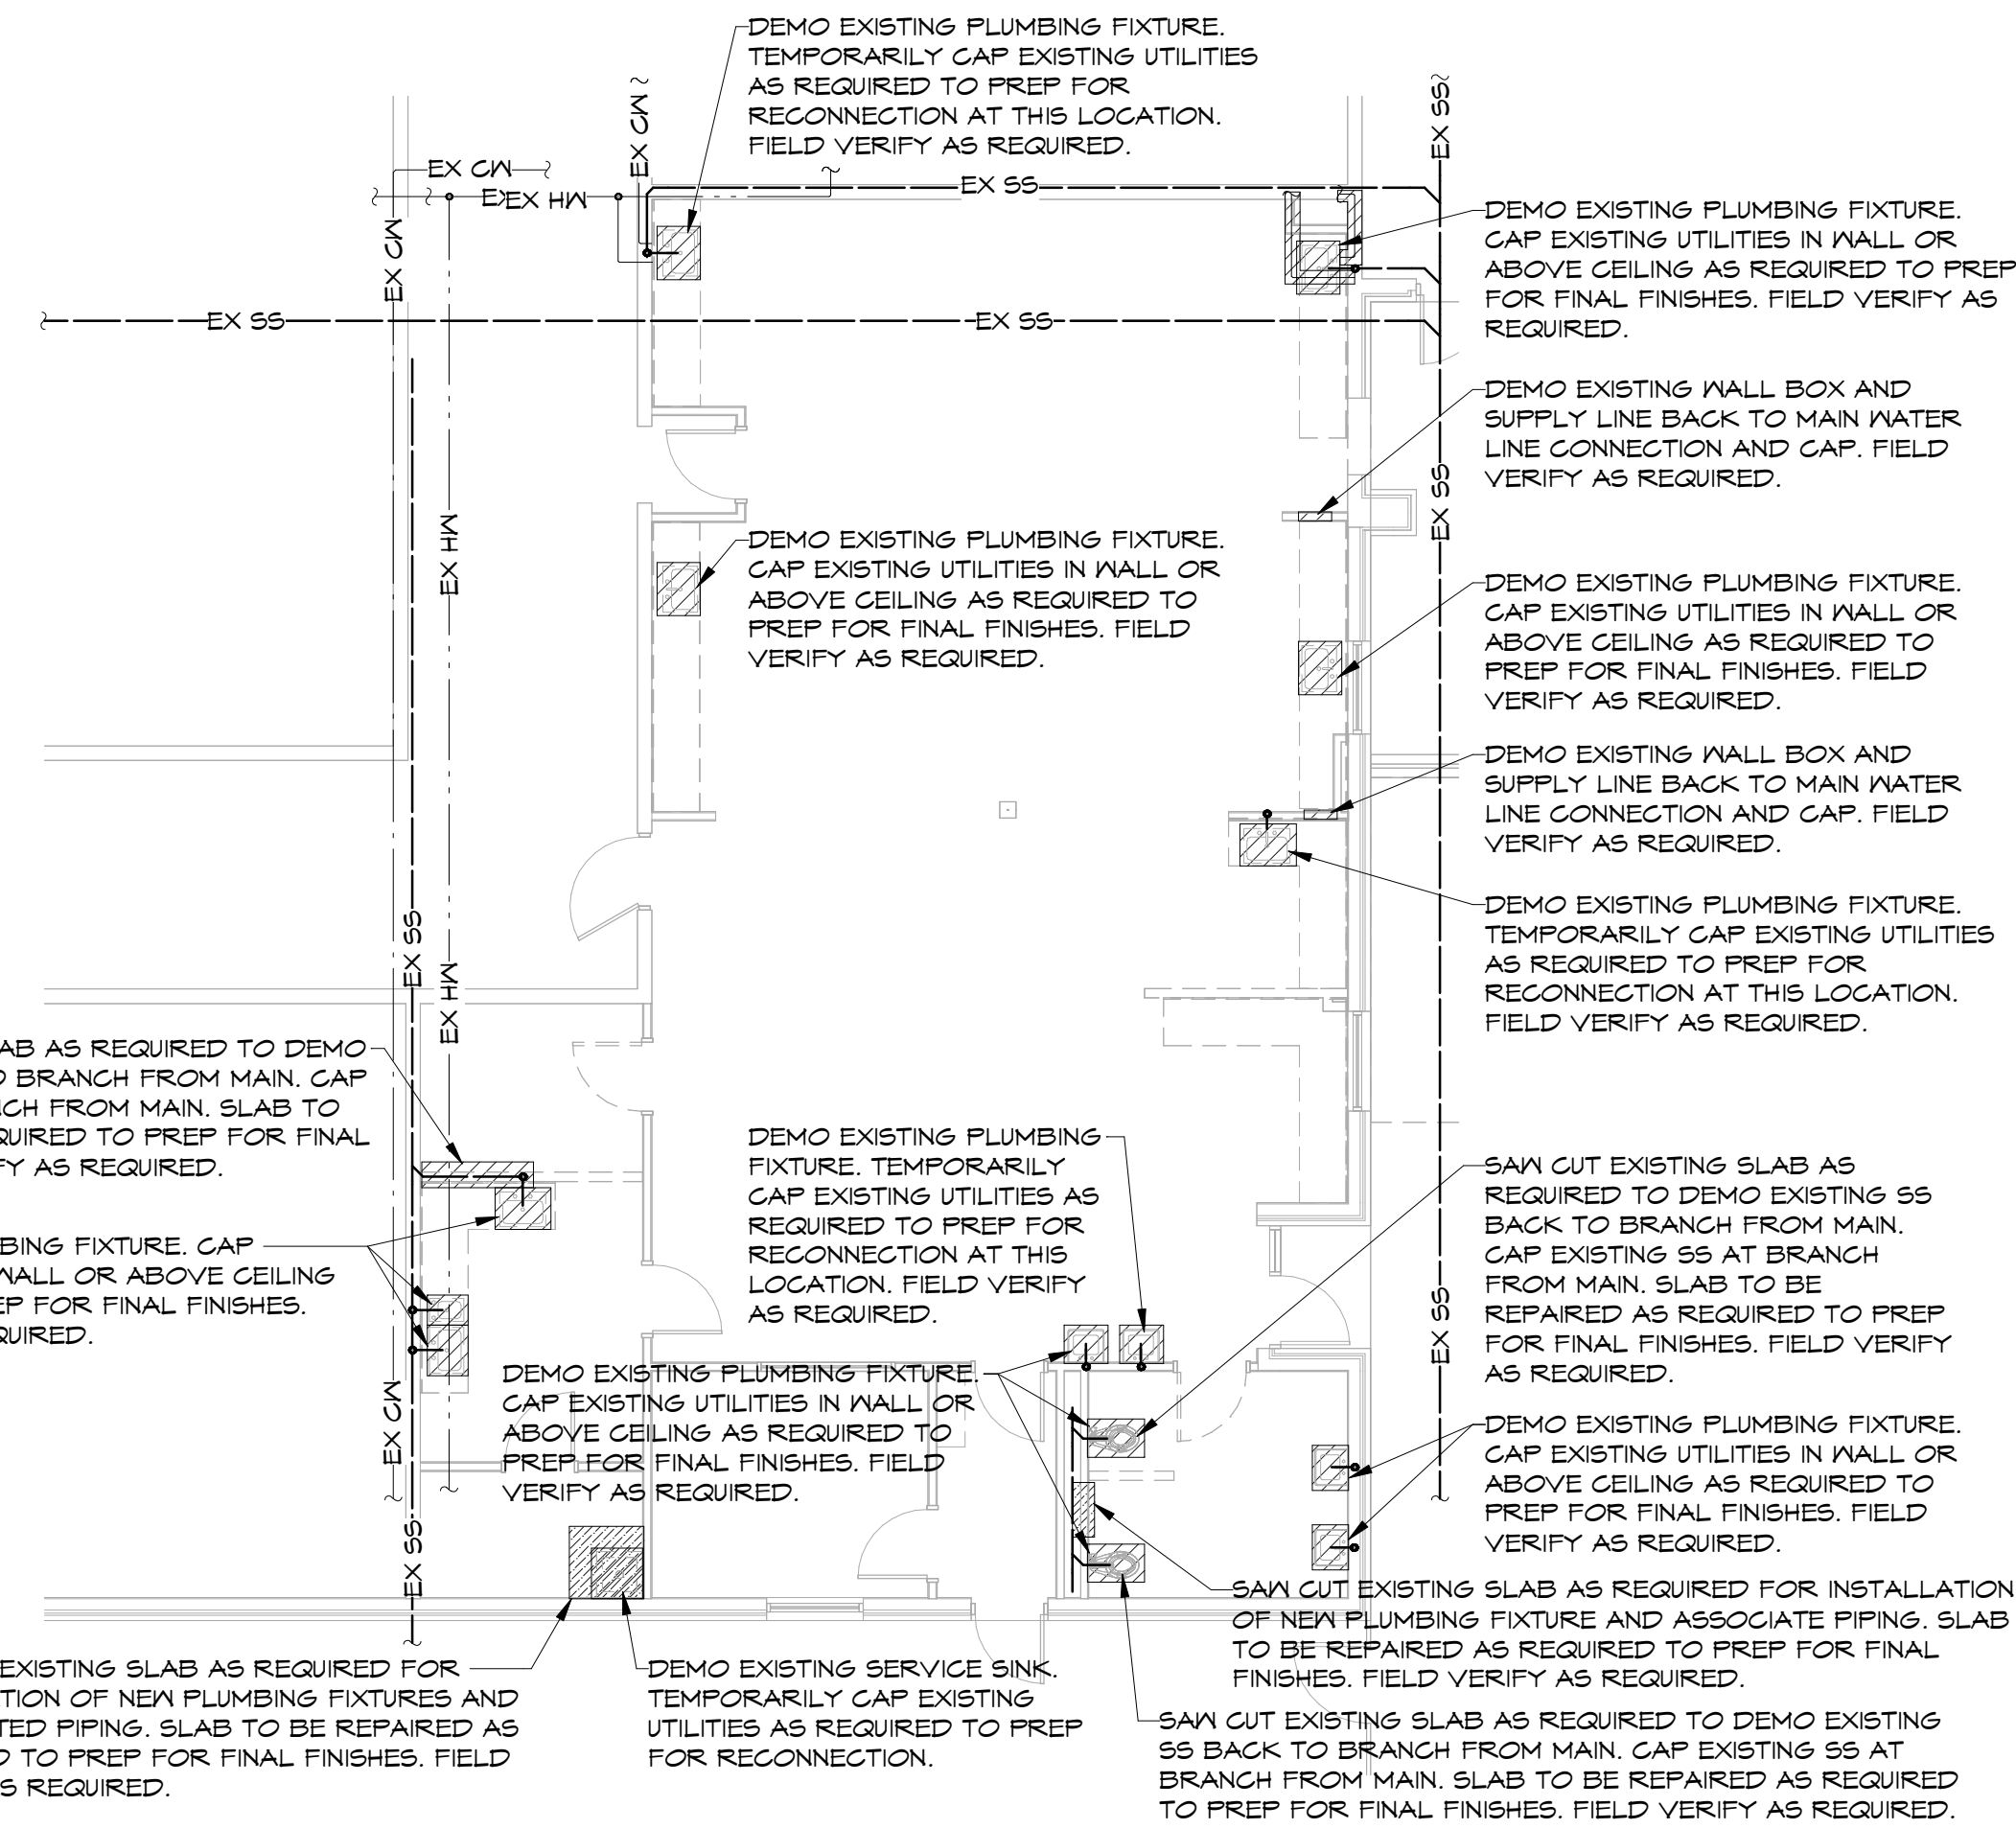 DEMO EXISTING PLUMBING FIXTURE.
TEMPORARILY CAP EXISTING UTILITIES
AS REQUIRED TO PREP FOR
RECONNECTION AT THIS LOCATION.
FIELD VERIFY AS REQUIRED.
EX CW
EX SS
EX CW
EX HW
EX SS
DEMO EXISTING PLUMBING FIXTURE.
CAP EXISTING UTILITIES IN WALL OR
ABOVE CEILING AS REQUIRED TO PREP
FOR FINAL FINISHES. FIELD VERIFY AS
REQUIRED.
EX CW
EX SS
EX SS
DEMO EXISTING WALL BOX AND
SUPPLY LINE BACK TO MAIN WATER
LINE CONNECTION AND CAP. FIELD
VERIFY AS REQUIRED.
EX SS
EX HW
DEMO EXISTING PLUMBING FIXTURE.
CAP EXISTING UTILITIES IN WALL OR
ABOVE CEILING AS REQUIRED TO
PREP FOR FINAL FINISHES. FIELD
VERIFY AS REQUIRED.
DEMO EXISTING PLUMBING FIXTURE.
CAP EXISTING UTILITIES IN WALL OR
ABOVE CEILING AS REQUIRED TO
PREP FOR FINAL FINISHES. FIELD
VERIFY AS REQUIRED.
DEMO EXISTING WALL BOX AND
SUPPLY LINE BACK TO MAIN WATER
LINE CONNECTION AND CAP. FIELD
VERIFY AS REQUIRED.
DEMO EXISTING PLUMBING FIXTURE.
TEMPORARILY CAP EXISTING UTILITIES
AS REQUIRED TO PREP FOR
RECONNECTION AT THIS LOCATION.
FIELD VERIFY AS REQUIRED.
EX SS
EX HW
AS REQUIRED TO DEMO
BRANCH FROM MAIN. CAP
FROM MAIN. SLAB TO
TO PREP FOR FINAL
AS REQUIRED.
FIXTURE. CAP
WALL OR ABOVE CEILING
FOR FINAL FINISHES.
DEMO EXISTING PLUMBING
FIXTURE. TEMPORARILY
CAP EXISTING UTILITIES AS
REQUIRED TO PREP FOR
RECONNECTION AT THIS
LOCATION. FIELD VERIFY
AS REQUIRED.
SAW CUT EXISTING SLAB AS
REQUIRED TO DEMO EXISTING SS
BACK TO BRANCH FROM MAIN.
CAP EXISTING SS AT BRANCH
FROM MAIN. SLAB TO BE
REPAIRED AS REQUIRED TO PREP
FOR FINAL FINISHES. FIELD VERIFY
AS REQUIRED.
EX SS
DEMO EXISTING PLUMBING FIXTURE.
CAP EXISTING UTILITIES IN WALL OR
ABOVE CEILING AS REQUIRED TO
PREP FOR FINAL FINISHES. FIELD
VERIFY AS REQUIRED.
EX CW
EX SS
DEMO EXISTING PLUMBING FIXTURE.
CAP EXISTING UTILITIES IN WALL OR
ABOVE CEILING AS REQUIRED TO
PREP FOR FINAL FINISHES. FIELD
VERIFY AS REQUIRED.
SAW CUT EXISTING SLAB AS REQUIRED FOR INSTALLATION
OF NEW PLUMBING FIXTURE AND ASSOCIATE PIPING. SLAB
TO BE REPAIRED AS REQUIRED TO PREP FOR FINAL
FINISHES. FIELD VERIFY AS REQUIRED.
EXISTING SLAB AS REQUIRED FOR
OF NEW PLUMBING FIXTURES AND
PIPING. SLAB TO BE REPAIRED AS
TO PREP FOR FINAL FINISHES. FIELD
REQUIRED.
DEMO EXISTING SERVICE SINK.
TEMPORARILY CAP EXISTING
UTILITIES AS REQUIRED TO PREP
FOR RECONNECTION.
SAW CUT EXISTING SLAB AS REQUIRED TO DEMO EXISTING
SS BACK TO BRANCH FROM MAIN. CAP EXISTING SS AT
BRANCH FROM MAIN. SLAB TO BE REPAIRED AS REQUIRED
TO PREP FOR FINAL FINISHES. FIELD VERIFY AS REQUIRED.